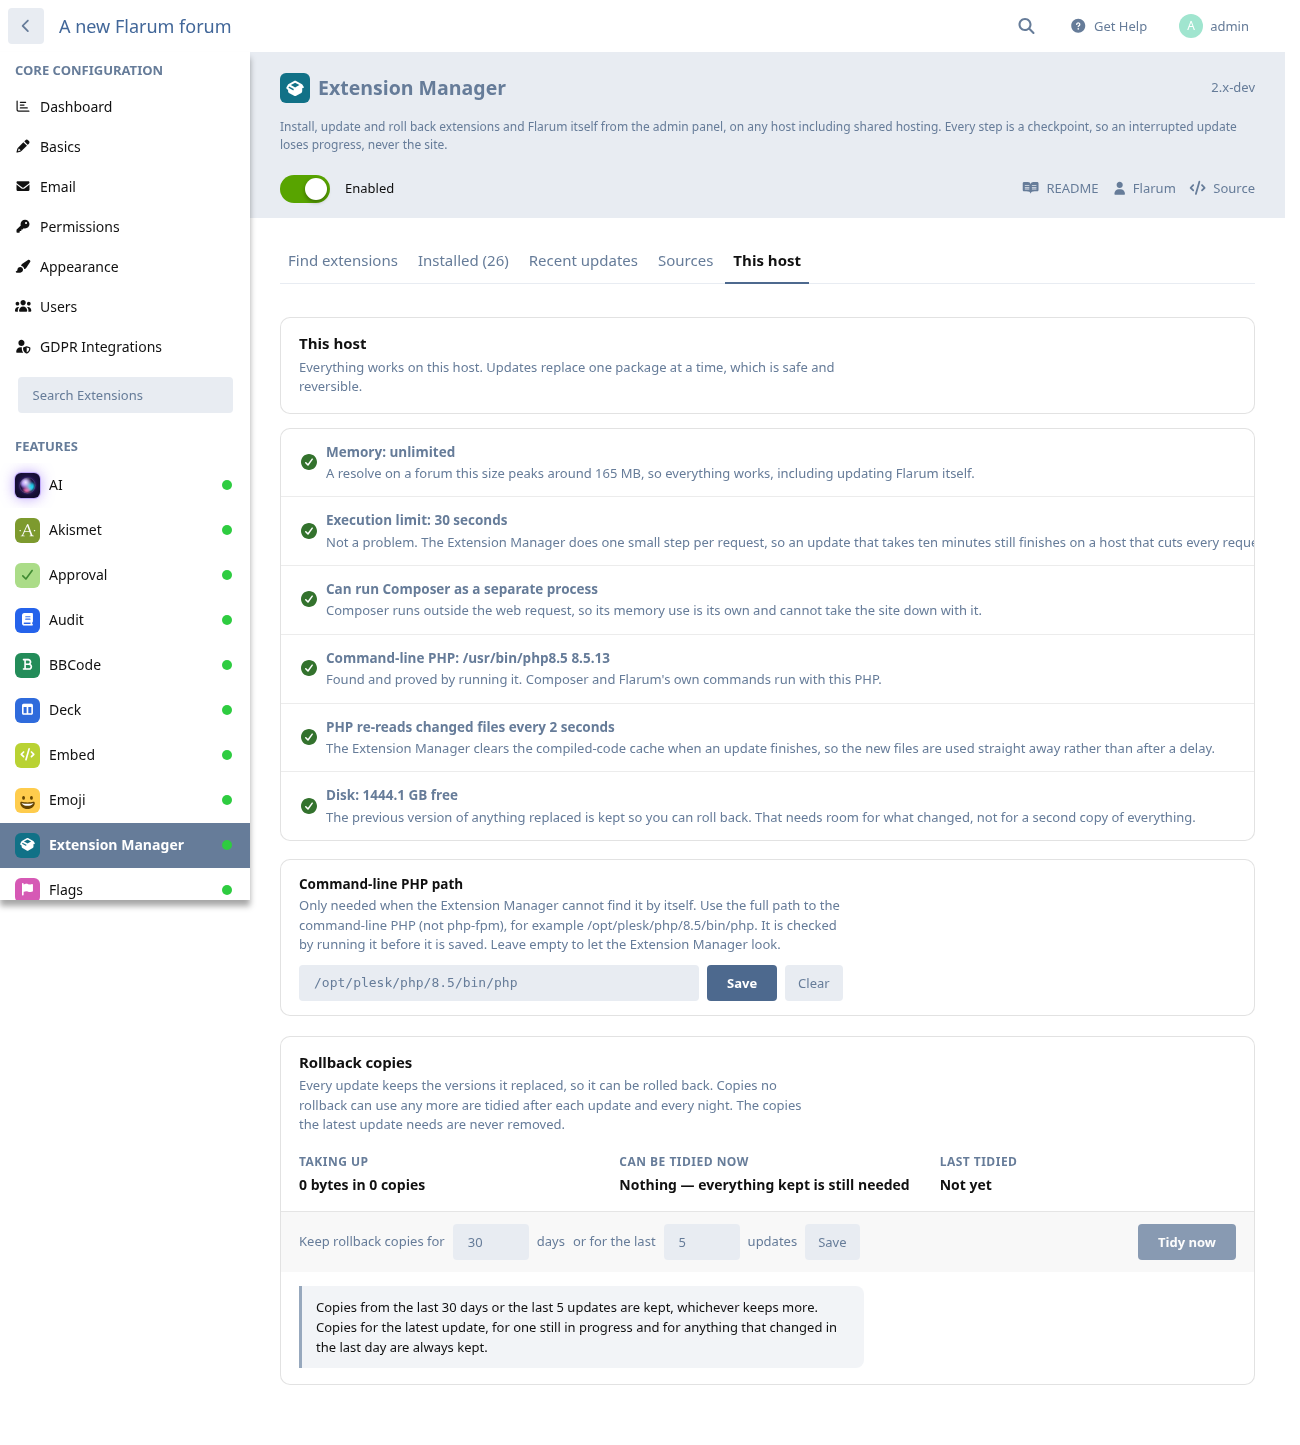 A new Flarum forum
Get Help
A
admin
CORE CONFIGURATION
Dashboard
Basics
Email
Permissions
Appearance
Users
GDPR Integrations
Search Extensions
FEATURES
AI
Akismet
Approval
Audit
BBCode
Deck
Embed
Emoji
Extension Manager
Flags
Extension Manager
2.x-dev
Install, update and roll back extensions and Flarum itself from the admin panel, on any host including shared hosting. Every step is a checkpoint, so an interrupted update
loses progress, never the site.
Enabled
README
Flarum
Source
Find extensions
Installed (26)
Recent updates
Sources
This host
This host
Everything works on this host. Updates replace one package at a time, which is safe and
reversible.
Memory: unlimited
A resolve on a forum this size peaks around 165 MB, so everything works, including updating Flarum itself.
Execution limit: 30 seconds
Not a problem. The Extension Manager does one small step per request, so an update that takes ten minutes still finishes on a host that cuts every reque
Can run Composer as a separate process
Composer runs outside the web request, so its memory use is its own and cannot take the site down with it.
Command-line PHP: /usr/bin/php8.5 8.5.13
Found and proved by running it. Composer and Flarum's own commands run with this PHP.
PHP re-reads changed files every 2 seconds
The Extension Manager clears the compiled-code cache when an update finishes, so the new files are used straight away rather than after a delay.
Disk: 1444.1 GB free
The previous version of anything replaced is kept so you can roll back. That needs room for what changed, not for a second copy of everything.
Command-line PHP path
Only needed when the Extension Manager cannot find it by itself. Use the full path to the
command-line PHP (not php-fpm), for example /opt/plesk/php/8.5/bin/php. It is checked
by running it before it is saved. Leave empty to let the Extension Manager look.
/opt/plesk/php/8.5/bin/php
Save
Clear
Rollback copies
Every update keeps the versions it replaced, so it can be rolled back. Copies no
rollback can use any more are tidied after each update and every night. The copies
the latest update needs are never removed.
TAKING UP
0 bytes in 0 copies
CAN BE TIDIED NOW
Nothing — everything kept is still needed
LAST TIDIED
Not yet
Keep rollback copies for 30 days or for the last 5 updates
Save
Tidy now
Copies from the last 30 days or the last 5 updates are kept, whichever keeps more.
Copies for the latest update, for one still in progress and for anything that changed in
the last day are always kept.